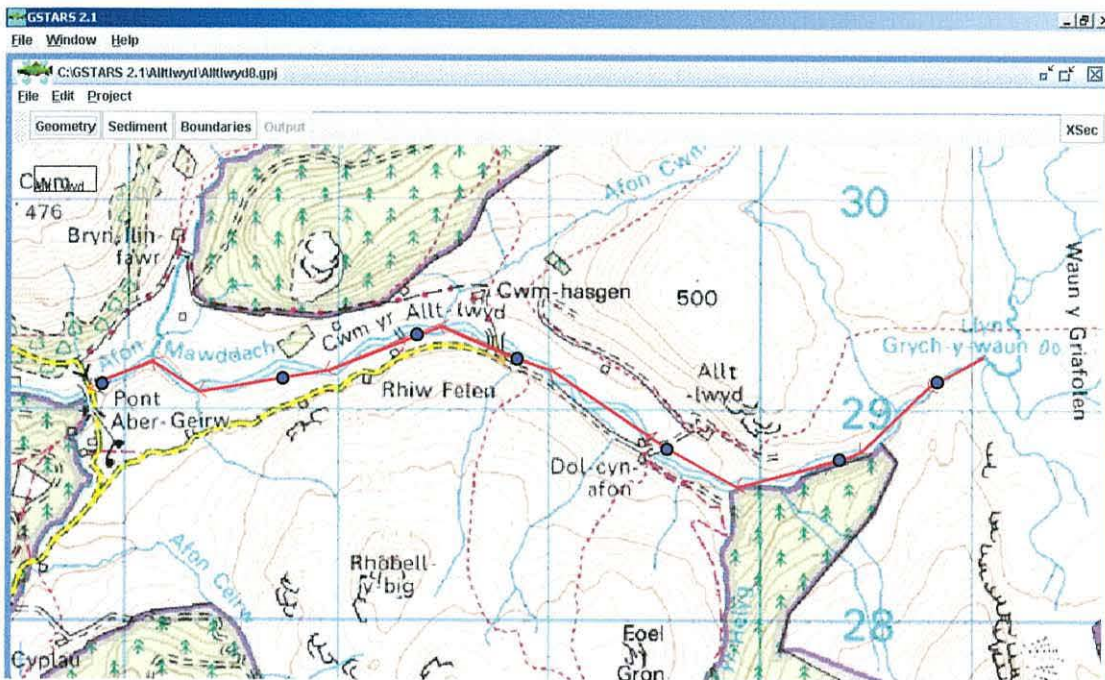 GSTARS 2.1
File Window Help
C:\GSTARS 2.1\Alltlwyd\Alltlwyd8.gpj
File Edit Project
Geometry Sediment Boundaries Output XSec
Cwm
476
Bryn-llin-
fawr
Afon Cwm
30
Cwm-hasgen
500
Waun y Griafolen
Afon Mawddach
Cwm yr Allt-lwyd
Llyn
Grych-y-waun
Rhiw Felen
Allt
-lwyd
Pont
Aber-Geirw
29
Dol-cyn-
afon
Afon Geirw
Rhobell-
y-big
28
Foel
Gron
Cyplau